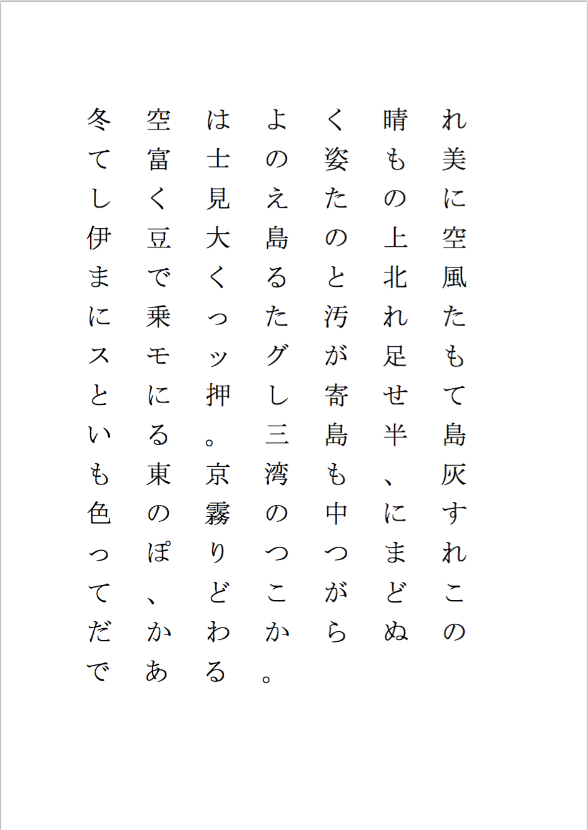 冬空はよく晴れ
て富士の姿も美
しく見えたのに
伊豆大島の上空
までくると北風
に乗った汚れた
スモッグが足も
とに押し寄せて
いる。三島半島
も東京湾も、灰
色の霧の中にす
っぽりつつまれ
て、どこがどこ
だかわからぬの
である。